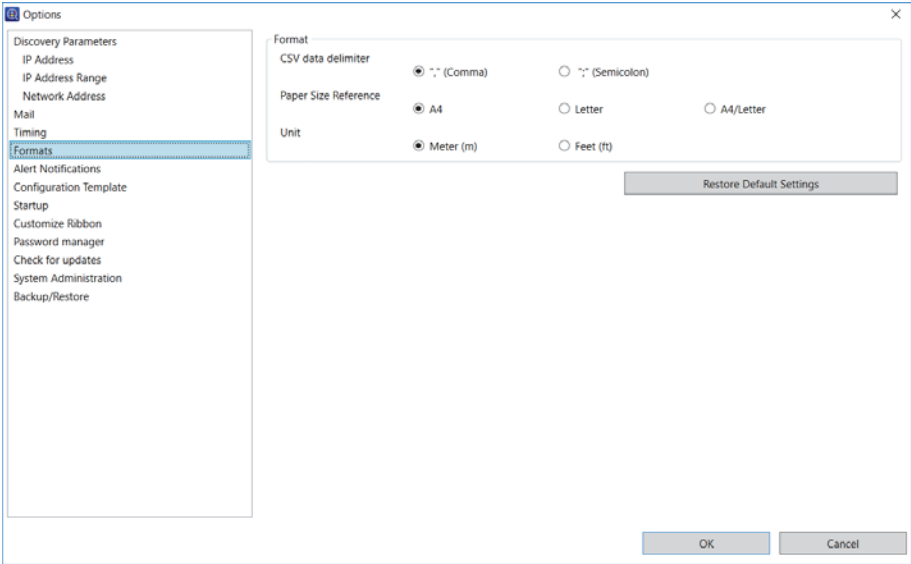 Options
Discovery Parameters
IP Address
IP Address Range
Network Address
Mail
Timing
Formats
Alert Notifications
Configuration Template
Startup
Customize Ribbon
Password manager
Check for updates
System Administration
Backup/Restore
Format
CSV data delimiter
"," (Comma) ";" (Semicolon)
Paper Size Reference
A4 Letter A4/Letter
Unit
Meter (m) Feet (ft)
Restore Default Settings
OK Cancel